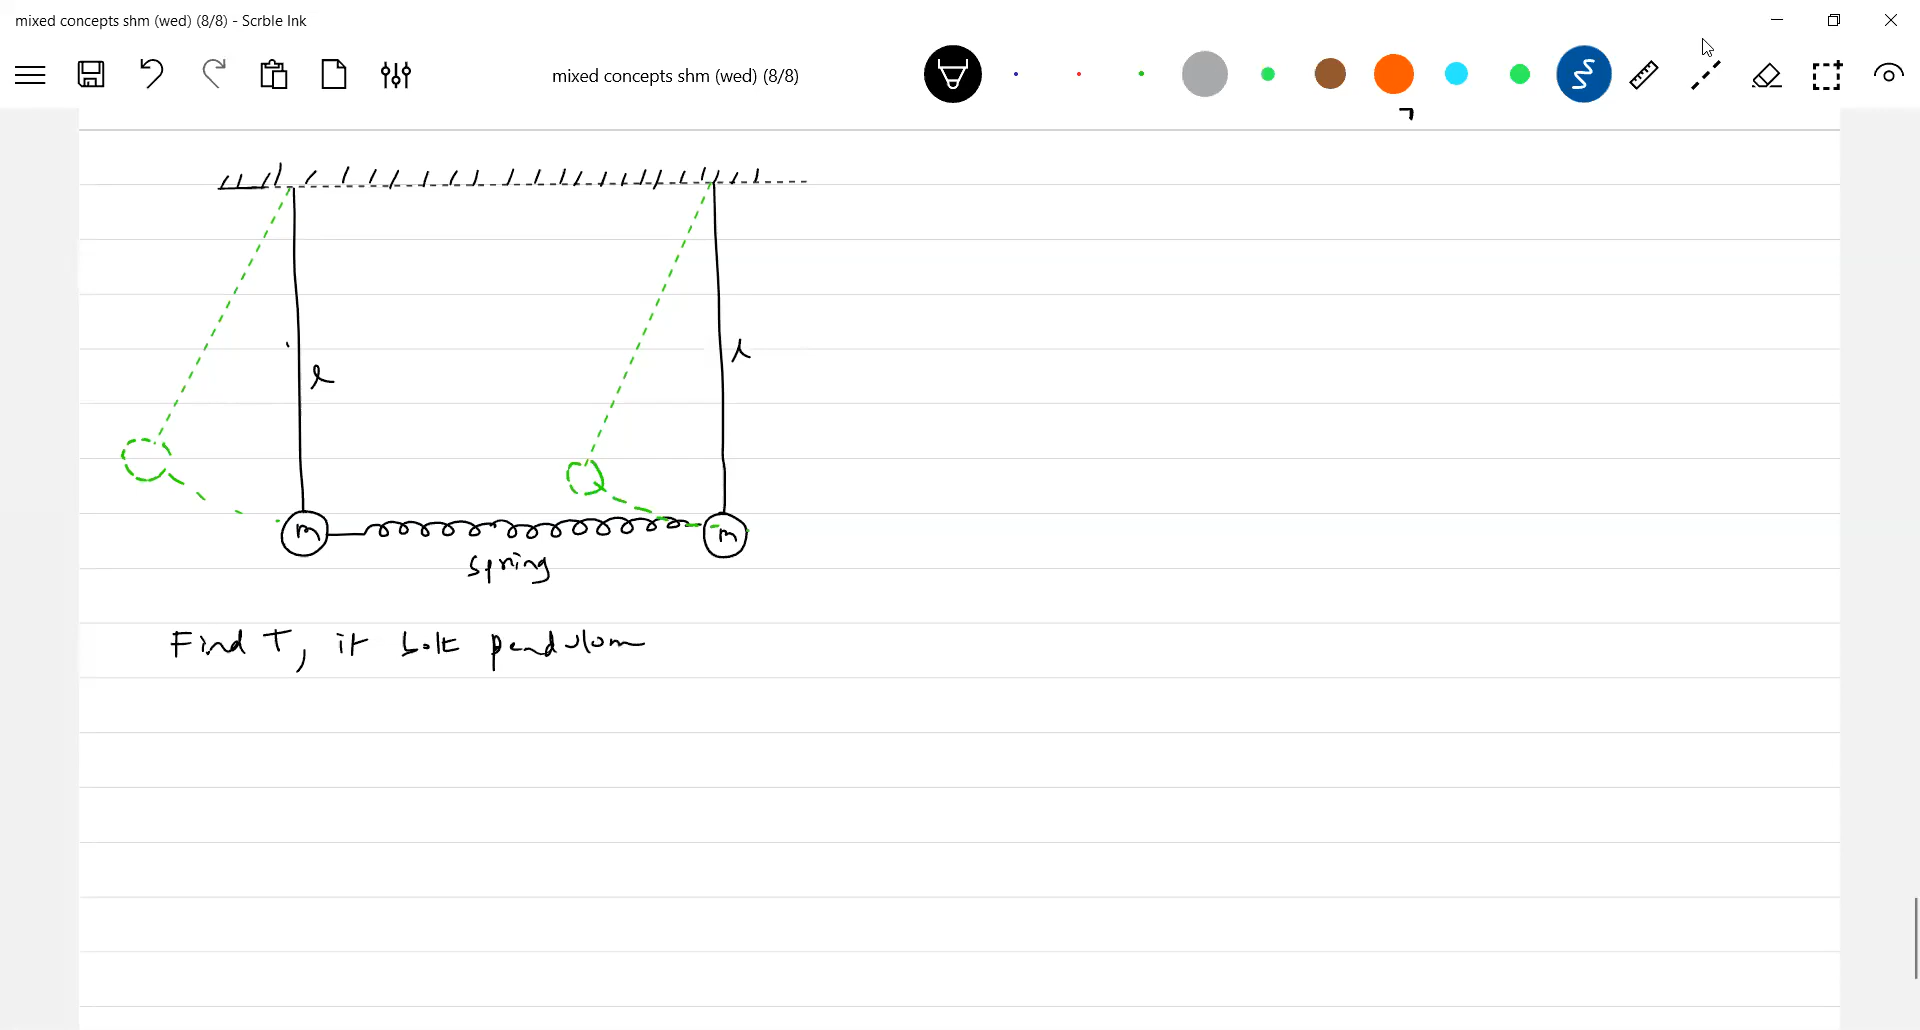 mixed concepts shm (wed) (8/8) - Scrble Ink
mixed concepts shm (wed) (8/8)
l
l
m
m
spring
Find T, if both pendulum